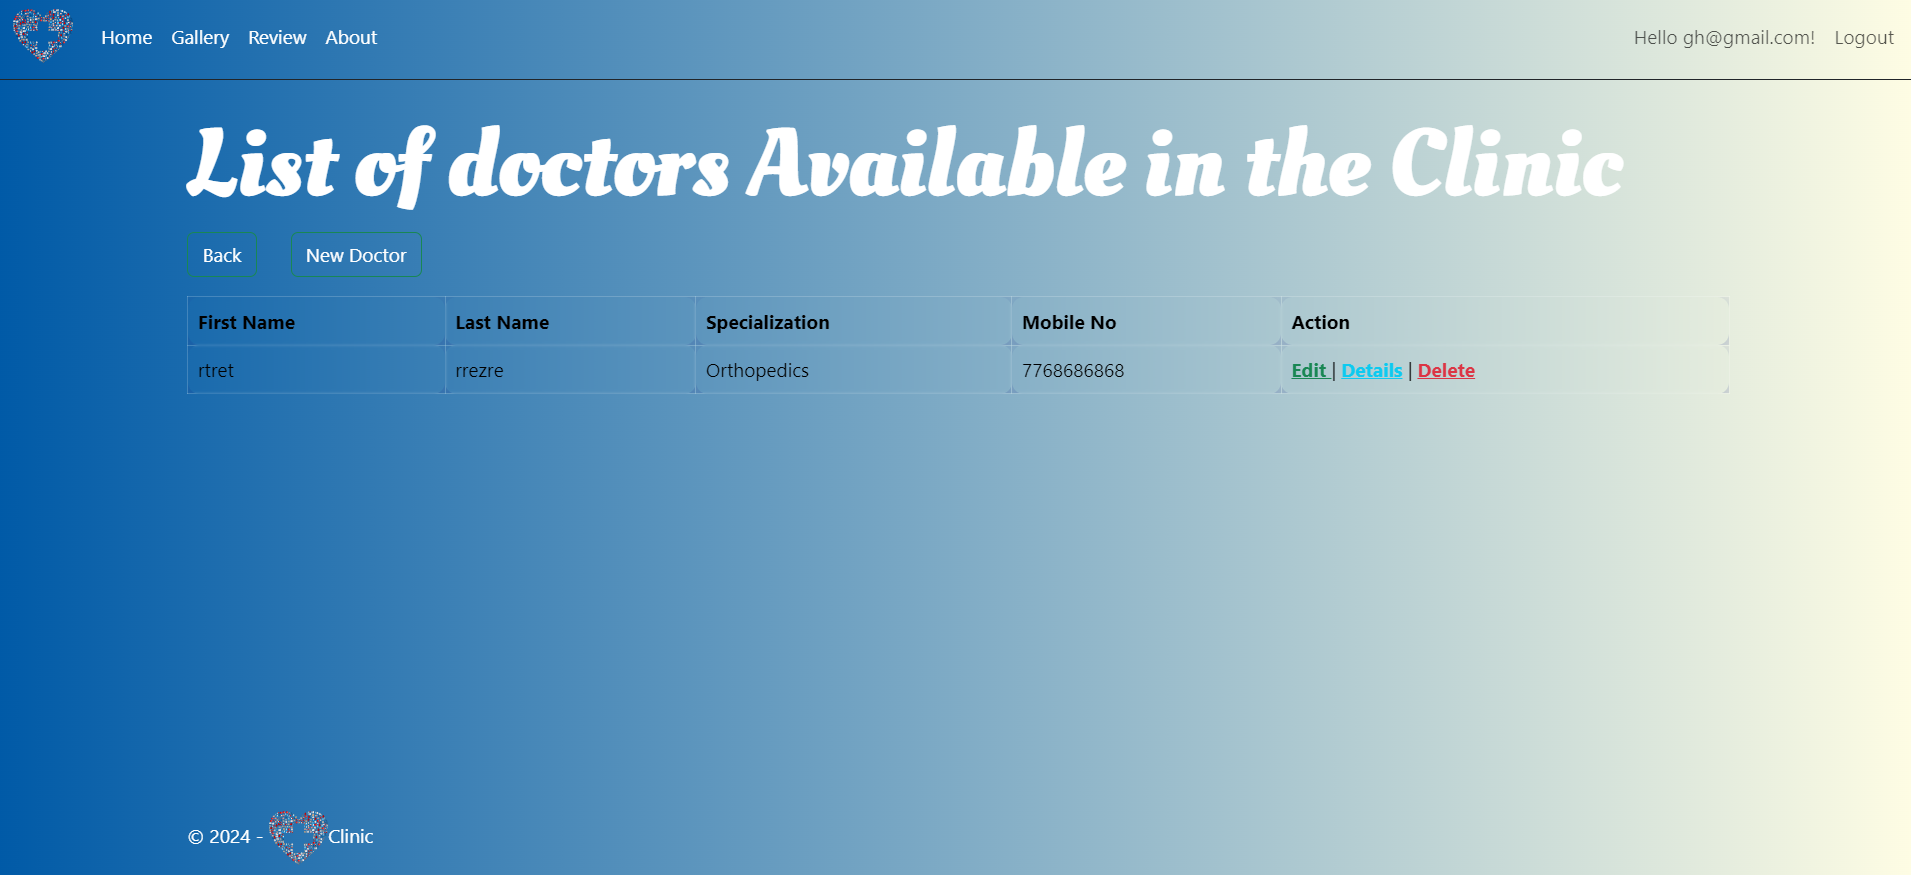 Home Gallery Review About Hello gh@gmail.com! Logout
List of doctors Available in the Clinic
Back New Doctor
First Name Last Name Specialization Mobile No Action
rtret rrezre Orthopedics 7768686868 Edit | Details | Delete
© 2024 - Clinic